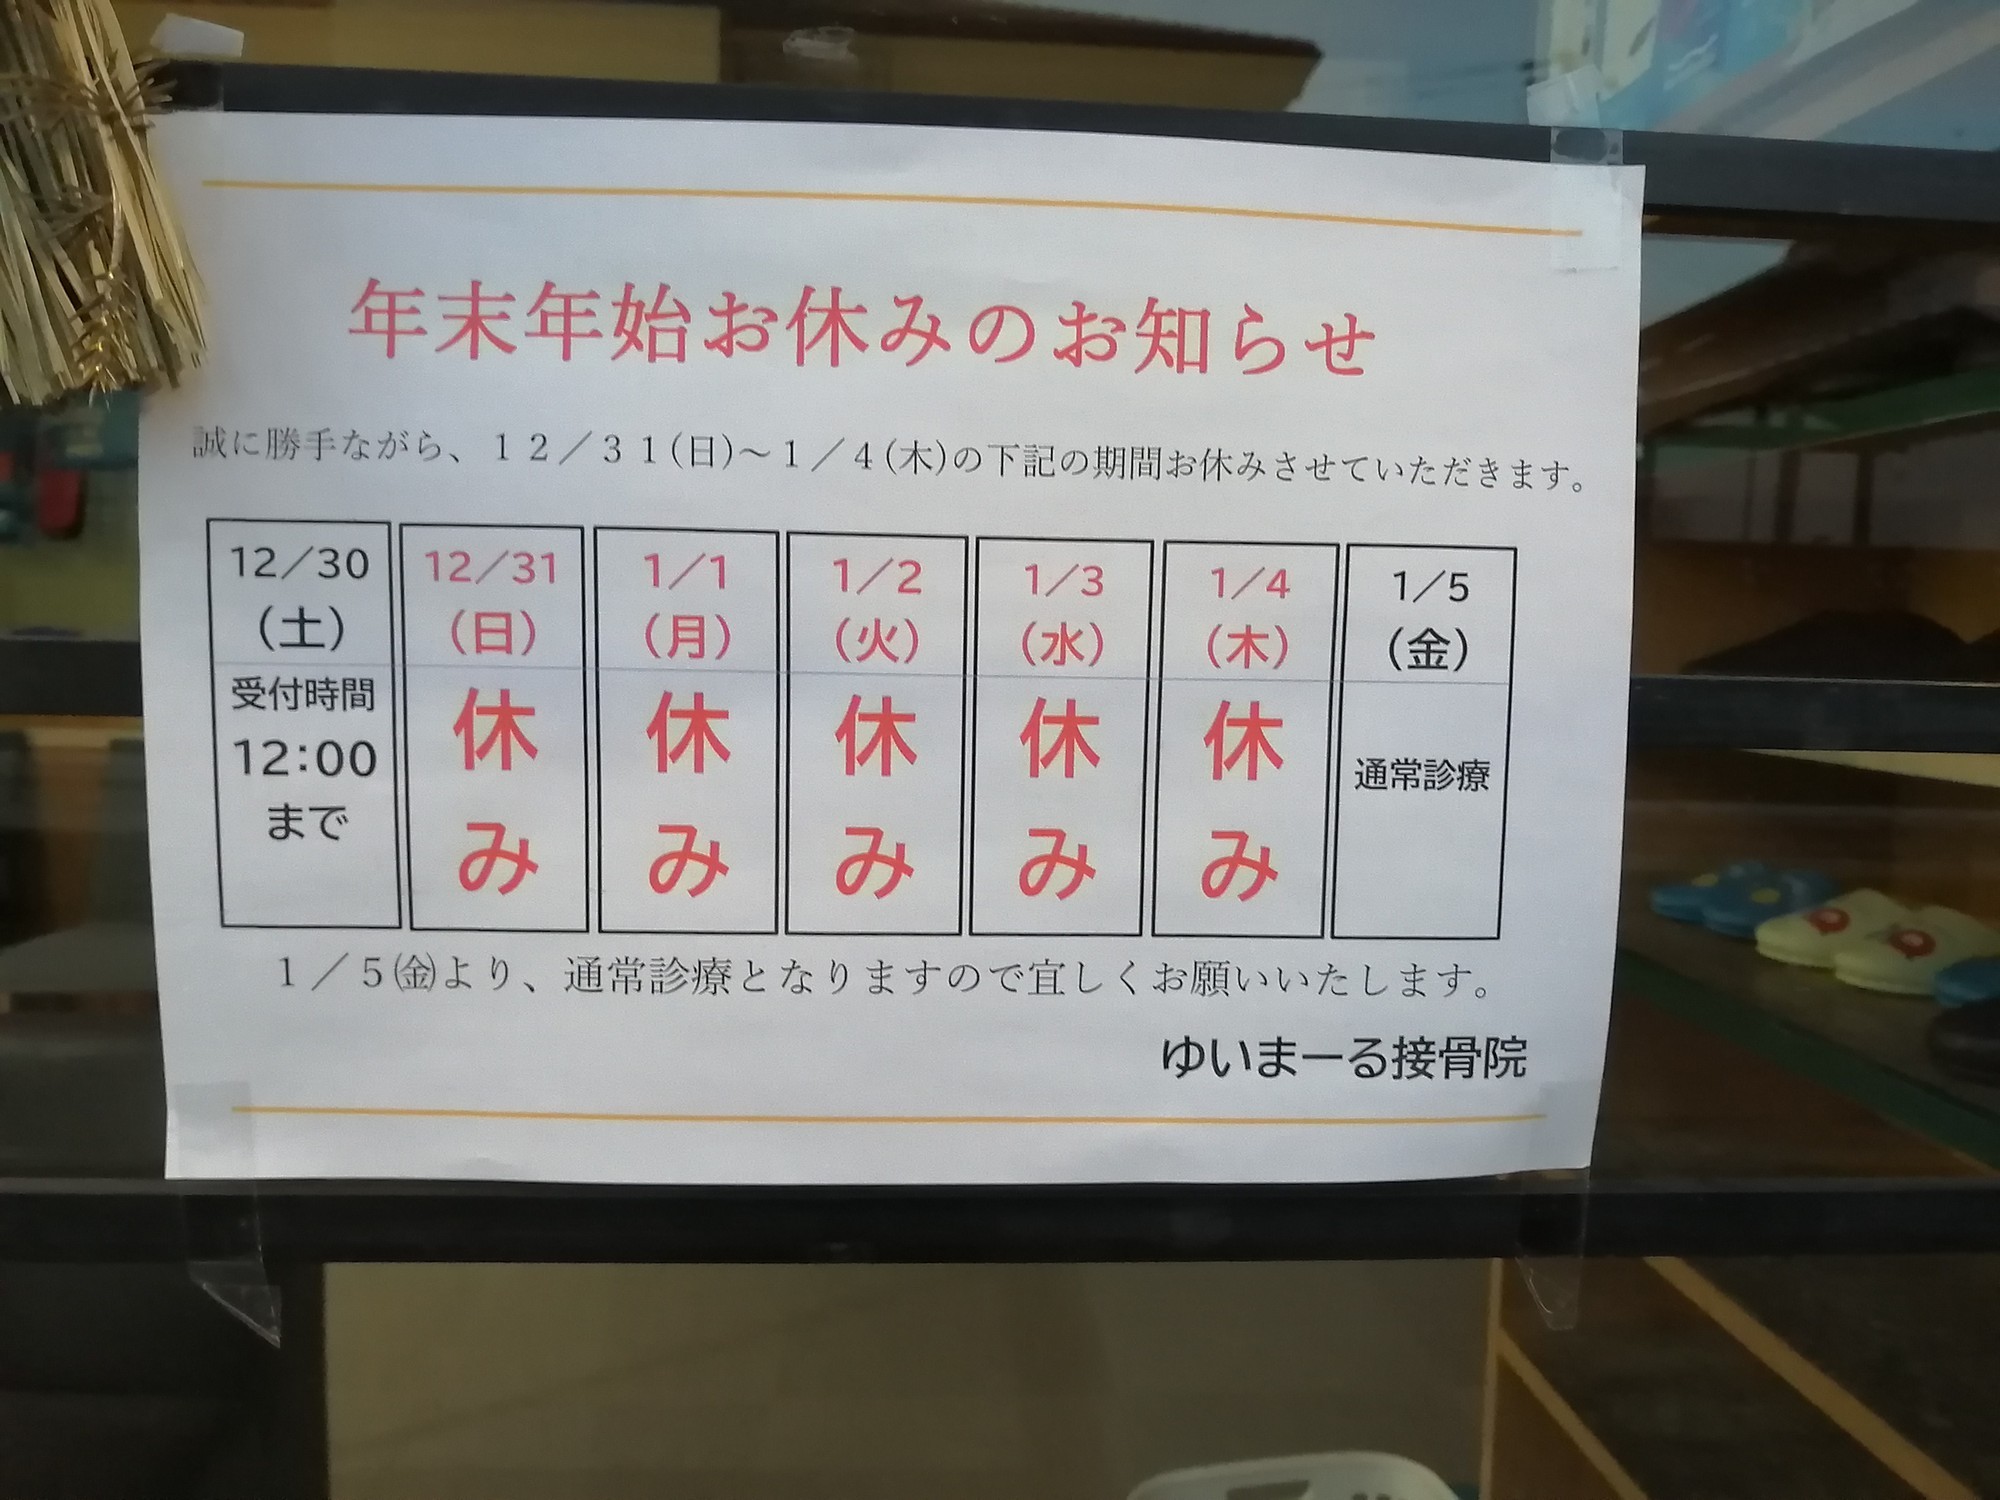 年末年始お休みのお知らせ
誠に勝手ながら、１２／３１(日)～１／４(木)の下記の期間お休みさせていただきます。
12／30 12／31 1／1 1／2 1／3 1／4 1／5
（土） （日） （月） （火） （水） （木） （金）
受付時間 休 休 休 休 休 通常診療
12：00 み み み み み
まで
１／５㈮より、通常診療となりますので宜しくお願いいたします。
ゆいまーる接骨院